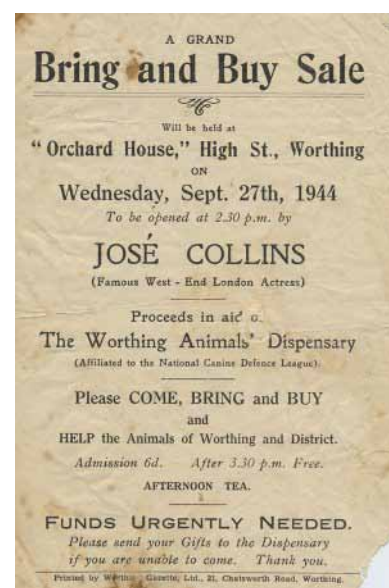 A GRAND
Bring and Buy Sale
Will be held at
"Orchard House," High St., Worthing
ON
Wednesday, Sept. 27th, 1944
To be opened at 2.30 p.m. by
JOSÉ COLLINS
(Famous West - End London Actress)
Proceeds in aid o.
The Worthing Animals' Dispensary
(Affiliated to the National Canine Defence League).
Please COME, BRING and BUY
and
HELP the Animals of Worthing and District.
Admission 6d. After 3.30 p.m. Free.
AFTERNOON TEA.
FUNDS URGENTLY NEEDED.
Please send your Gifts to the Dispensary
if you are unable to come. Thank you.
Printed by Worthing Gazette, Ltd., 21, Chatsworth Road, Worthing.